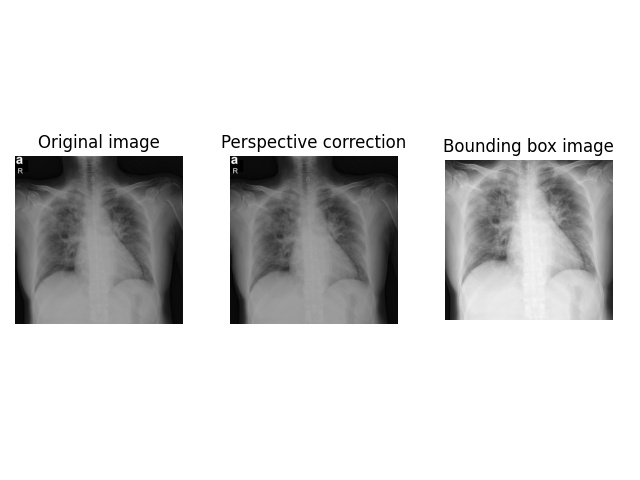 Original image
Perspective correction
Bounding box image
a
R
a
R